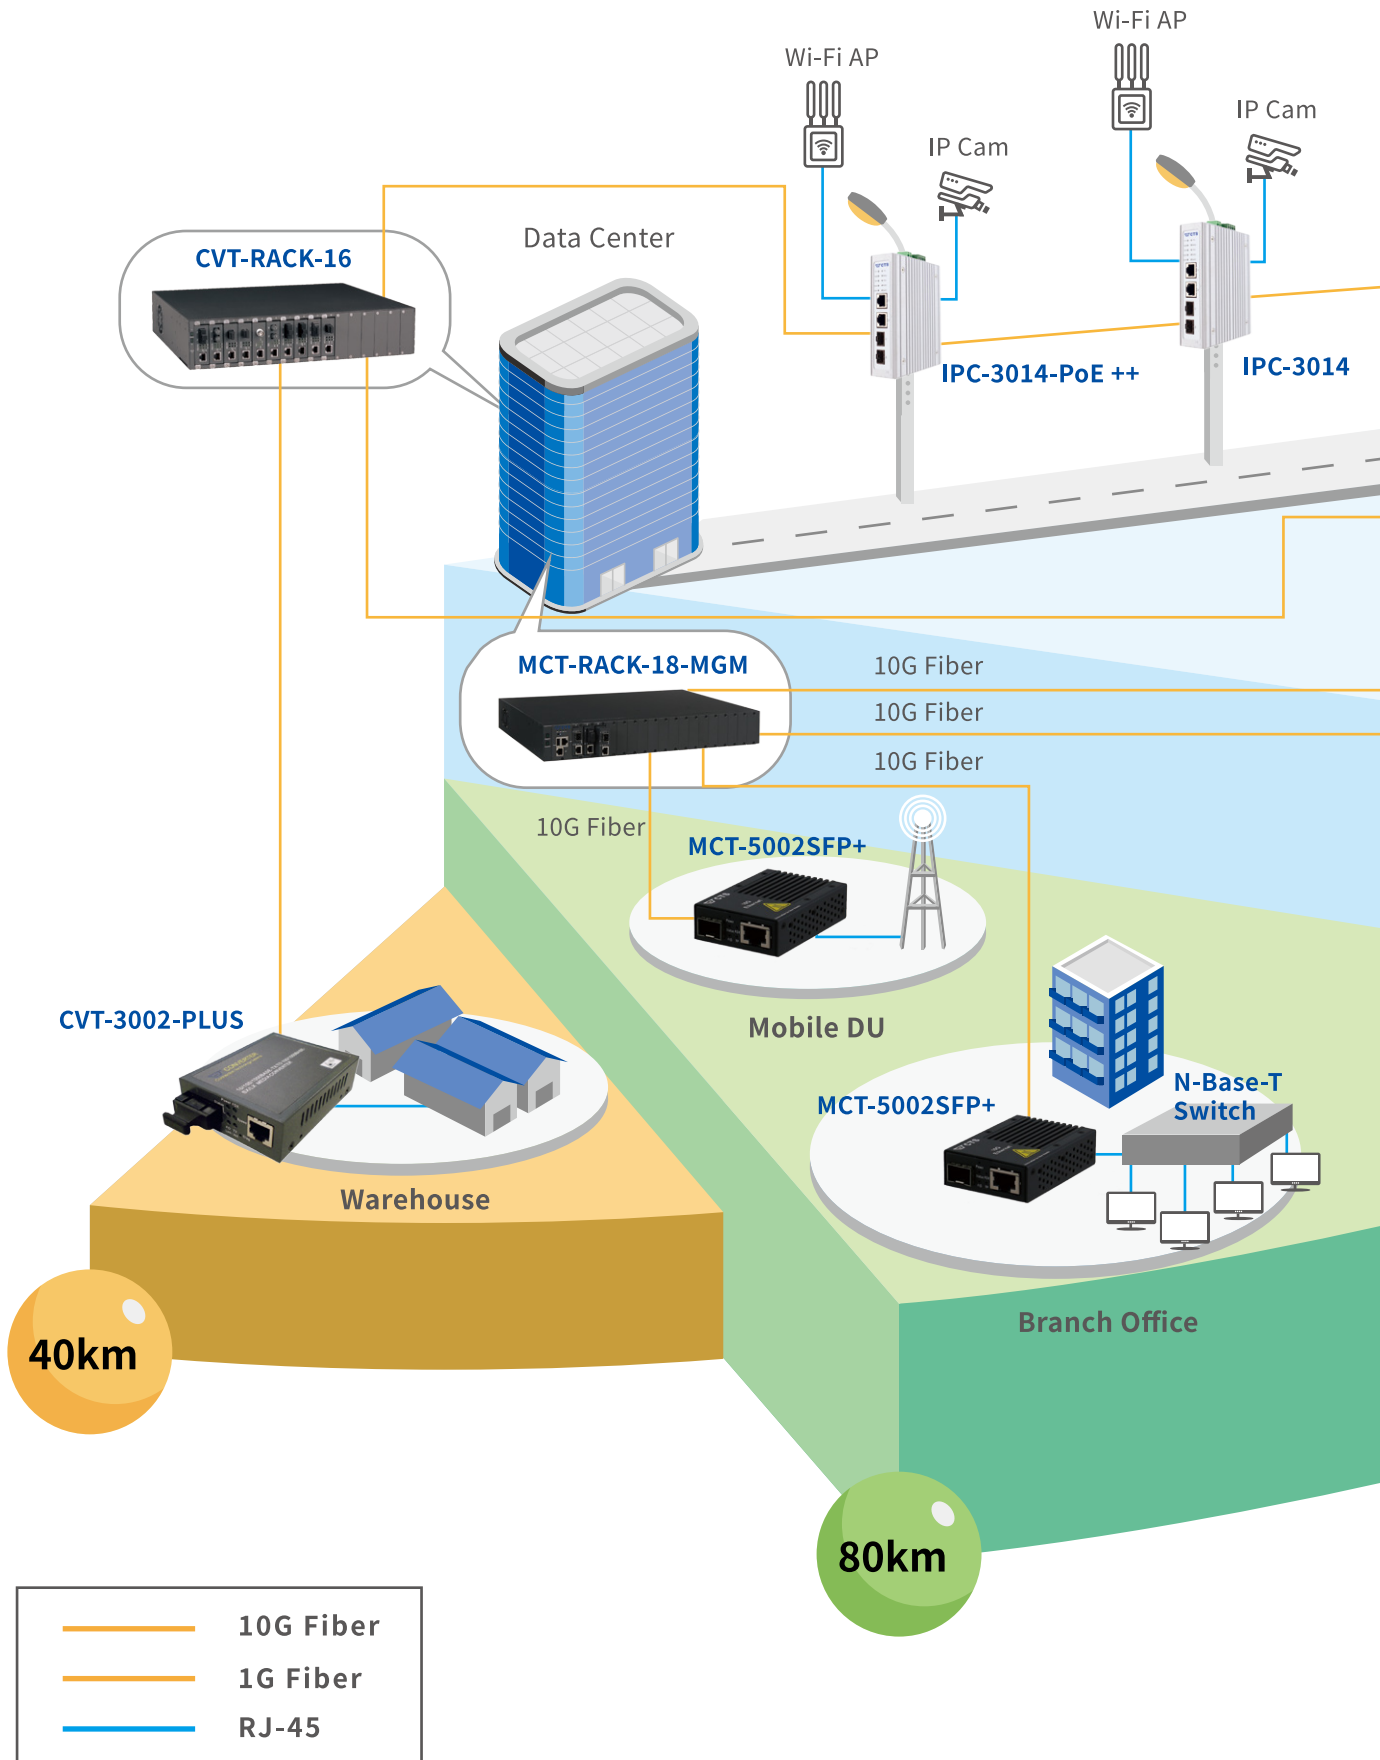 Wi-Fi AP
Wi-Fi AP
IP Cam
IP Cam
Data Center
CVT-RACK-16
IPC-3014-PoE ++
IPC-3014
MCT-RACK-18-MGM
10G Fiber
10G Fiber
10G Fiber
10G Fiber
MCT-5002SFP+
CVT-3002-PLUS
Mobile DU
N-Base-T
Switch
MCT-5002SFP+
Warehouse
Branch Office
40km
80km
10G Fiber
1G Fiber
RJ-45